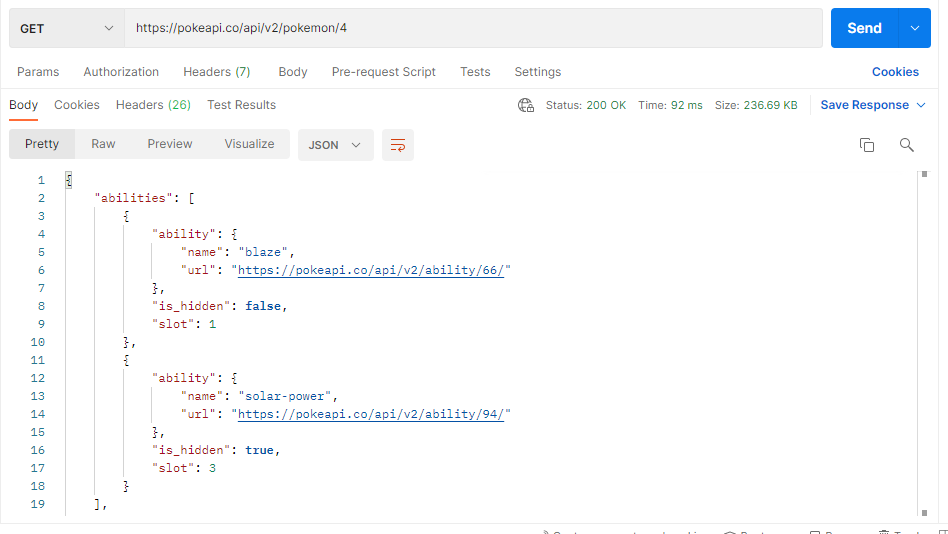 GET https://pokeapi.co/api/v2/pokemon/4 Send
Params Authorization Headers (7) Body Pre-request Script Tests Settings Cookies
Body Cookies Headers (26) Test Results Status: 200 OK Time: 92 ms Size: 236.69 KB Save Response
Pretty Raw Preview Visualize JSON
1 {
2 "abilities": [
3 {
4 "ability": {
5 "name": "blaze",
6 "url": "https://pokeapi.co/api/v2/ability/66/"
7 },
8 "is_hidden": false,
9 "slot": 1
10 },
11 {
12 "ability": {
13 "name": "solar-power",
14 "url": "https://pokeapi.co/api/v2/ability/94/"
15 },
16 "is_hidden": true,
17 "slot": 3
18 }
19 ],